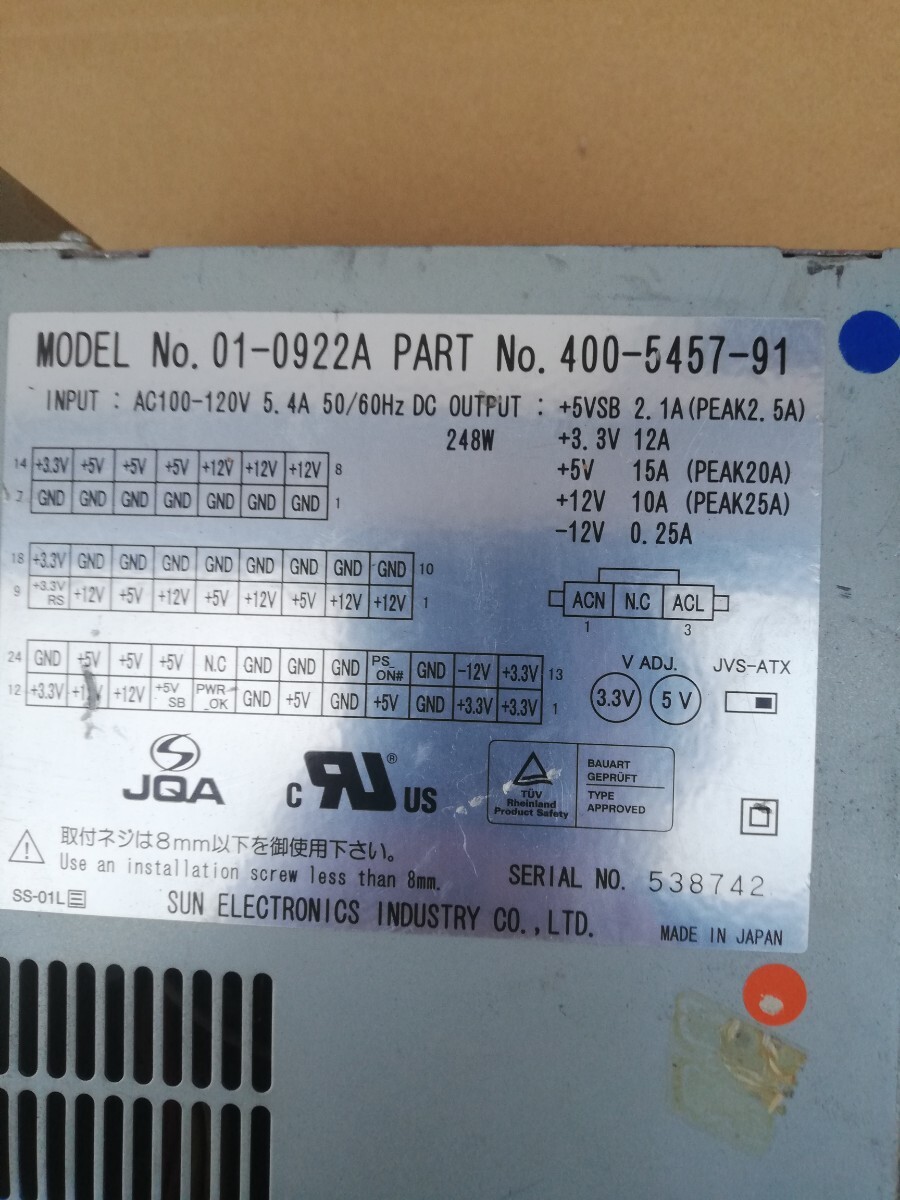 MODEL No. 01-0922A PART No. 400-5457-91
INPUT : AC100-120V 5.4A 50/60Hz DC OUTPUT : +5VSB 2.1A(PEAK2.5A)
248W +3.3V 12A
+5V 15A (PEAK20A)
+12V 10A (PEAK25A)
-12V 0.25A
14 +3.3V +5V +5V +5V +12V +12V +12V 8
7 GND GND GND GND GND GND GND 1
18 +3.3V GND GND GND GND GND GND GND GND 10
9 +3.3V RS +12V +5V +12V +5V +12V +5V +12V +12V 1
ACN N.C ACL
1 3
24 GND +5V +5V +5V N.C GND GND GND PS_ON# GND -12V +3.3V 13
12 +3.3V +12V +12V +5V SB PWR_OK GND +5V GND +5V GND +3.3V +3.3V 1
V ADJ. JVS-ATX
3.3V 5V
JQA
C RU ® US
TÜV
Rheinland
Product Safety
BAUART
GEPRÜFT
TYPE
APPROVED
取付ネジは8mm以下を御使用下さい。
Use an installation screw less than 8mm.
SERIAL NO. 538742
SS-01L
SUN ELECTRONICS INDUSTRY CO.,LTD.
MADE IN JAPAN